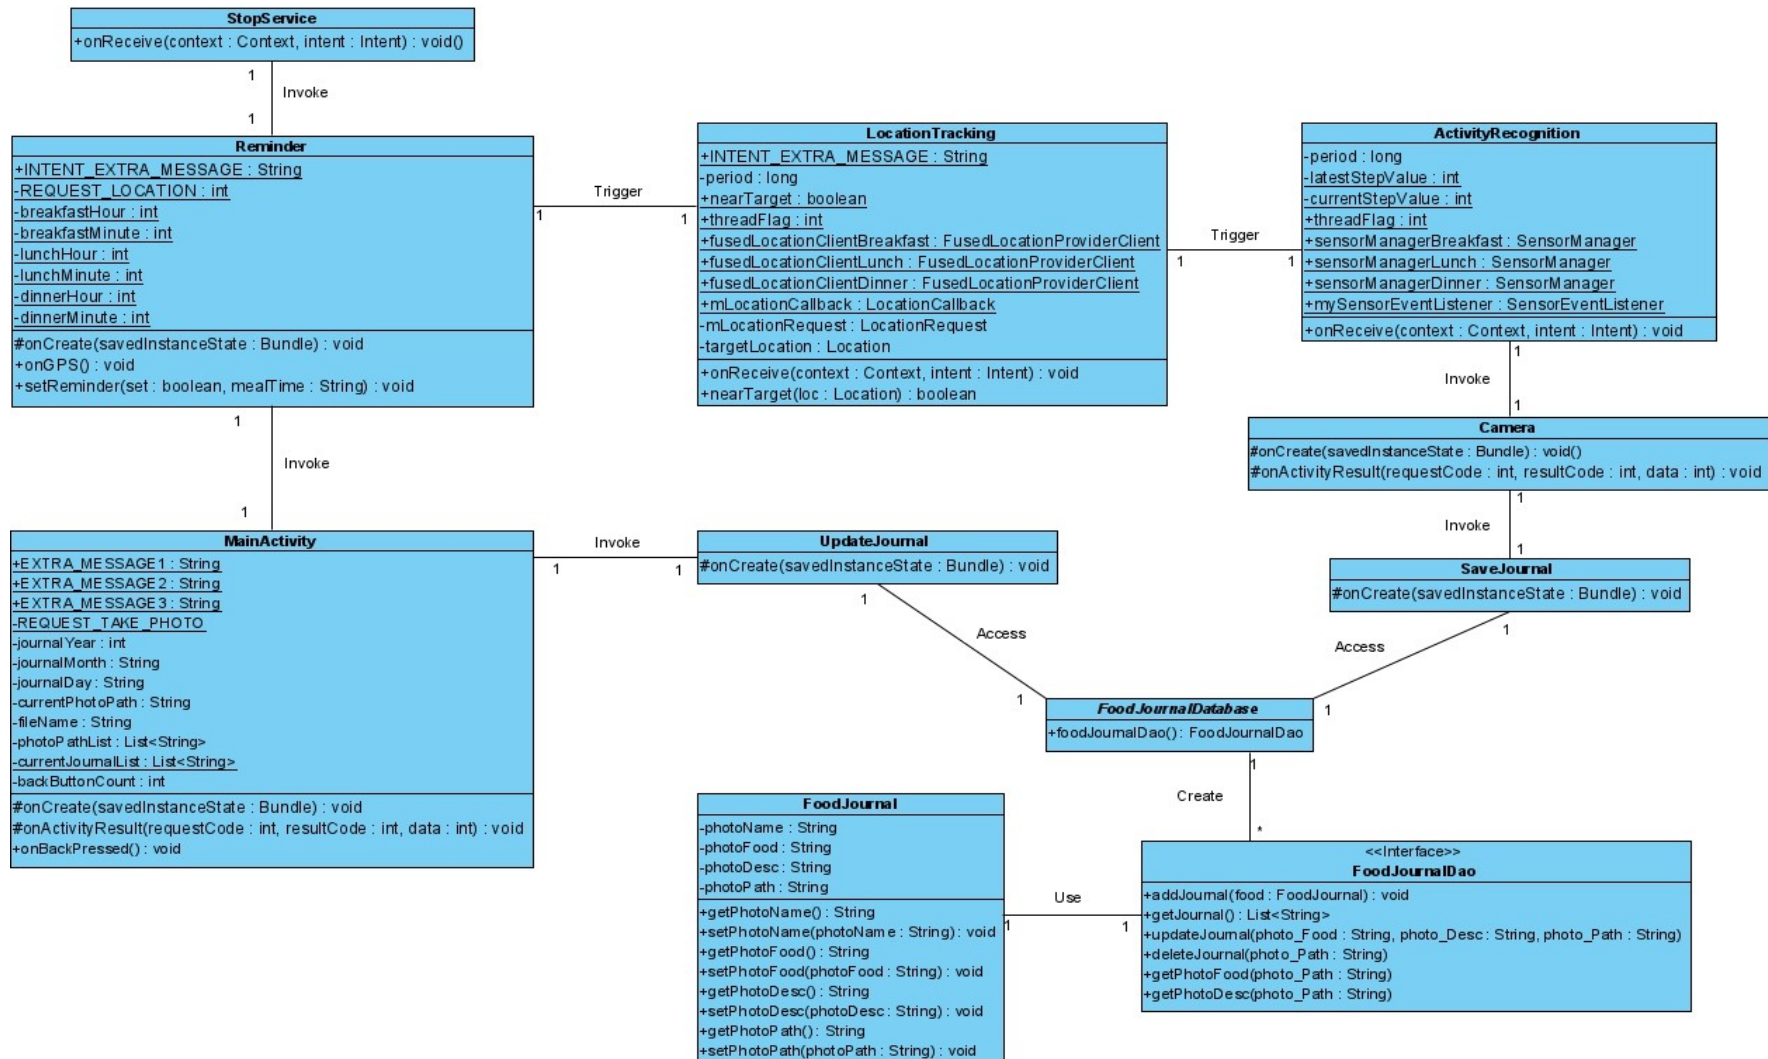 StopService
+onReceive(context : Context, intent : Intent) : void()
1
Invoke
1
Reminder
+INTENT_EXTRA_MESSAGE : String
-REQUEST_LOCATION : int
-breakfastHour : int
-breakfastMinute : int
-lunchHour : int
-lunchMinute : int
-dinnerHour : int
-dinnerMinute : int
#onCreate(savedInstanceState : Bundle) : void
+onGPS() : void
+setReminder(set : boolean, mealTime : String) : void
Trigger
1
1
LocationTracking
+INTENT_EXTRA_MESSAGE : String
-period : long
+nearTarget : boolean
+threadFlag : int
+fusedLocationClientBreakfast : FusedLocationProviderClient
+fusedLocationClientLunch : FusedLocationProviderClient
+fusedLocationClientDinner : FusedLocationProviderClient
+mLocationCallback : LocationCallback
-mLocationRequest : LocationRequest
-targetLocation : Location
+onReceive(context : Context, intent : Intent) : void
+nearTarget(loc : Location) : boolean
Trigger
1
1
ActivityRecognition
-period : long
-latestStepValue : int
-currentStepValue : int
+threadFlag : int
+sensorManagerBreakfast : SensorManager
+sensorManagerLunch : SensorManager
+sensorManagerDinner : SensorManager
+mySensorEventListener : SensorEventListener
+onReceive(context : Context, intent : Intent) : void
1
Invoke
1
Camera
#onCreate(savedInstanceState : Bundle) : void()
#onActivityResult(requestCode : int, resultCode : int, data : int) : void
1
Invoke
1
SaveJournal
#onCreate(savedInstanceState : Bundle) : void
1
Access
1
1
Invoke
1
MainActivity
+EXTRA_MESSAGE1 : String
+EXTRA_MESSAGE2 : String
+EXTRA_MESSAGE3 : String
-REQUEST_TAKE_PHOTO
-journalYear : int
-journalMonth : String
-journalDay : String
-currentPhotoPath : String
-fileName : String
-photoPathList : List<String>
-currentJournalList : List<String>
-backButtonCount : int
#onCreate(savedInstanceState : Bundle) : void
#onActivityResult(requestCode : int, resultCode : int, data : int) : void
+onBackPressed() : void
Invoke
1
1
UpdateJournal
#onCreate(savedInstanceState : Bundle) : void
1
Access
1
FoodJournalDatabase
+foodJournalDao() : FoodJournalDao
1
Create
*
<<Interface>>
FoodJournalDao
+addJournal(food : FoodJournal) : void
+getJournal() : List<String>
+updateJournal(photo_Food : String, photo_Desc : String, photo_Path : String)
+deleteJournal(photo_Path : String)
+getPhotoFood(photo_Path : String)
+getPhotoDesc(photo_Path : String)
Use
1
1
FoodJournal
-photoName : String
-photoFood : String
-photoDesc : String
-photoPath : String
+getPhotoName() : String
+setPhotoName(photoName : String) : void
+getPhotoFood() : String
+setPhotoFood(photoFood : String) : void
+getPhotoDesc() : String
+setPhotoDesc(photoDesc : String) : void
+getPhotoPath() : String
+setPhotoPath(photoPath : String) : void